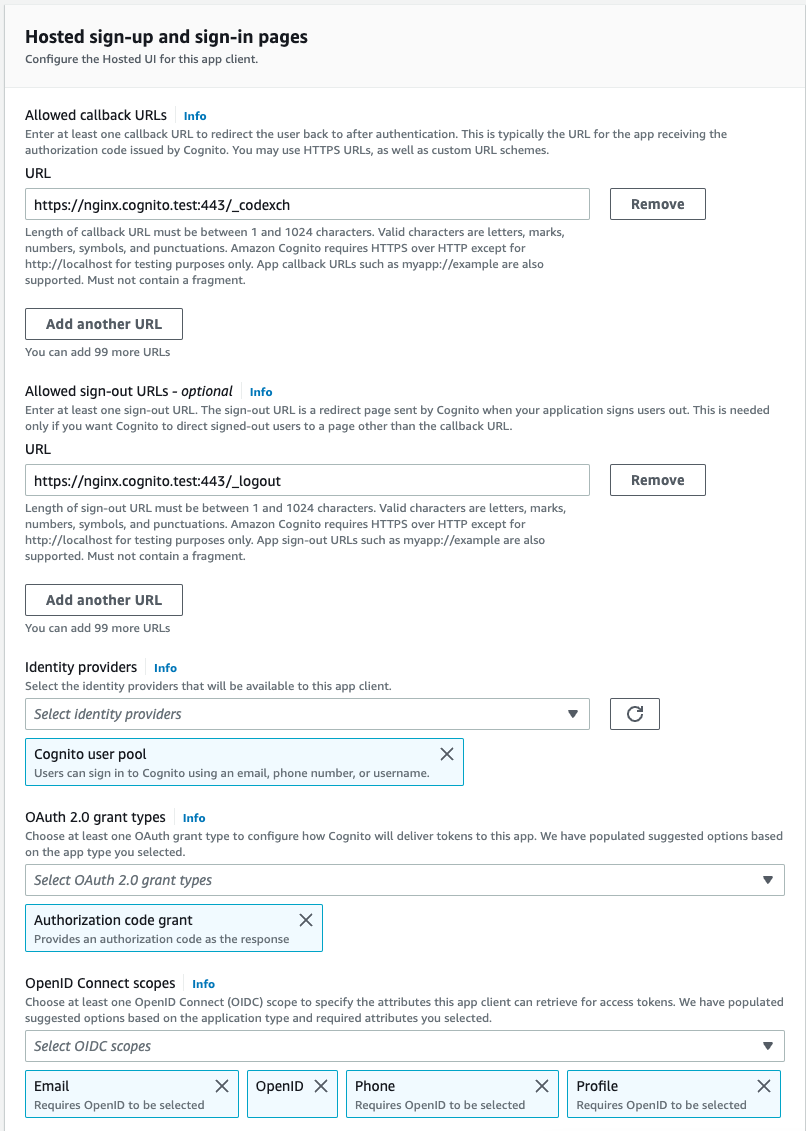 Hosted sign-up and sign-in pages
Configure the Hosted UI for this app client.
Allowed callback URLs Info
Enter at least one callback URL to redirect the user back to after authentication. This is typically the URL for the app receiving the
authorization code issued by Cognito. You may use HTTPS URLs, as well as custom URL schemes.
URL
https://nginx.cognito.test:443/_codexch Remove
Length of callback URL must be between 1 and 1024 characters. Valid characters are letters, marks,
numbers, symbols, and punctuations. Amazon Cognito requires HTTPS over HTTP except for
http://localhost for testing purposes only. App callback URLs such as myapp://example are also
supported. Must not contain a fragment.
Add another URL
You can add 99 more URLs
Allowed sign-out URLs - optional Info
Enter at least one sign-out URL. The sign-out URL is a redirect page sent by Cognito when your application signs users out. This is needed
only if you want Cognito to direct signed-out users to a page other than the callback URL.
URL
https://nginx.cognito.test:443/_logout Remove
Length of sign-out URL must be between 1 and 1024 characters. Valid characters are letters, marks,
numbers, symbols, and punctuations. Amazon Cognito requires HTTPS over HTTP except for
http://localhost for testing purposes only. App sign-out URLs such as myapp://example are also
supported. Must not contain a fragment.
Add another URL
You can add 99 more URLs
Identity providers Info
Select the identity providers that will be available to this app client.
Select identity providers
Cognito user pool
Users can sign in to Cognito using an email, phone number, or username.
OAuth 2.0 grant types Info
Choose at least one OAuth grant type to configure how Cognito will deliver tokens to this app. We have populated suggested options based
on the app type you selected.
Select OAuth 2.0 grant types
Authorization code grant
Provides an authorization code as the response
OpenID Connect scopes Info
Choose at least one OpenID Connect (OIDC) scope to specify the attributes this app client can retrieve for access tokens. We have populated
suggested options based on the application type and required attributes you selected.
Select OIDC scopes
Email OpenID Phone Profile
Requires OpenID to be selected Requires OpenID to be selected Requires OpenID to be selected